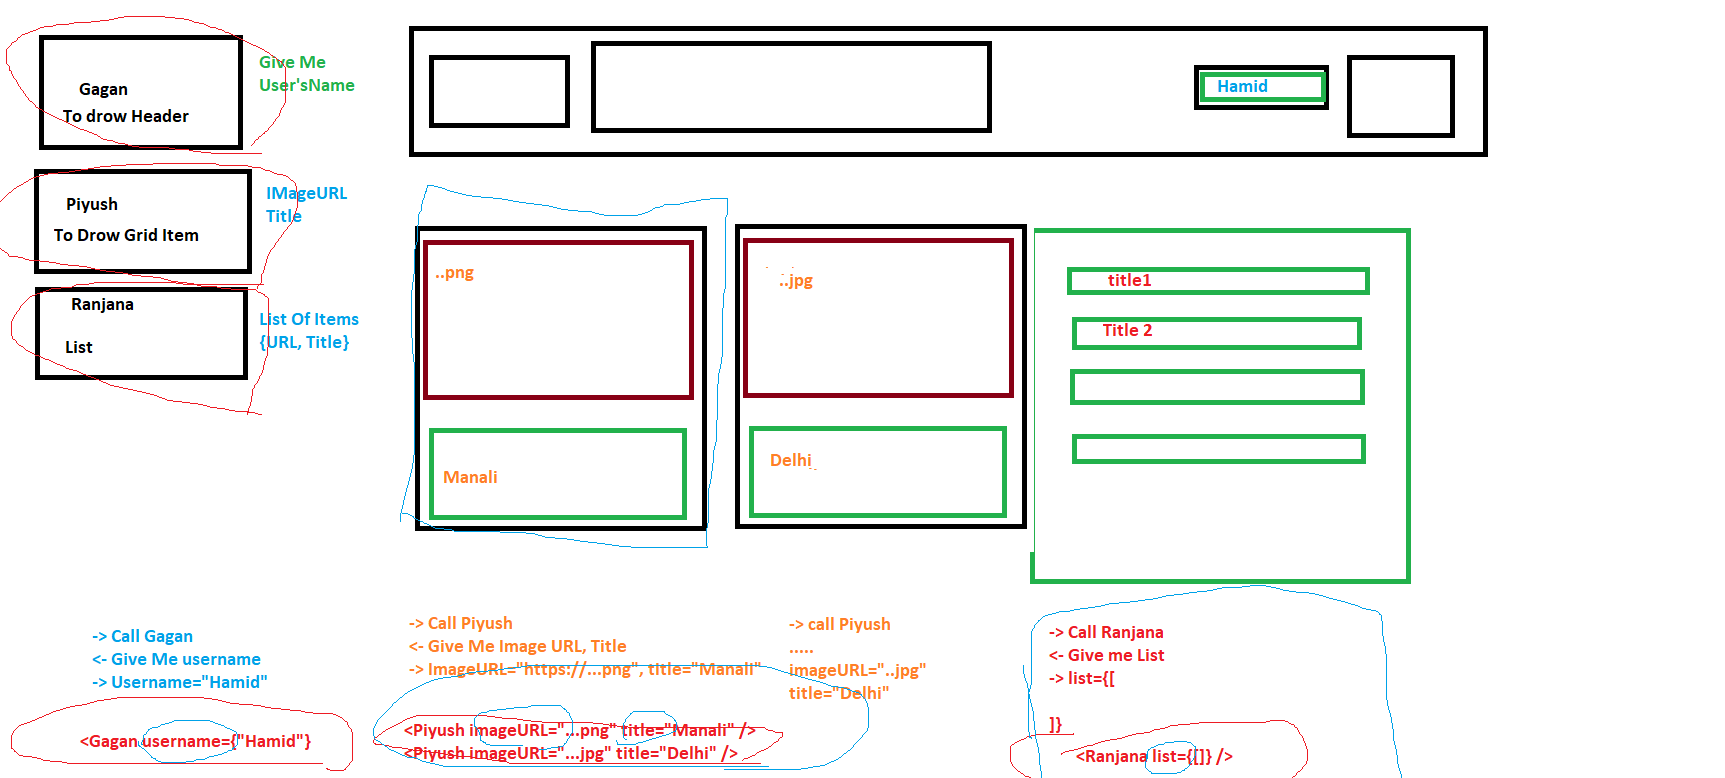 Gagan
To drow Header
Give Me
User'sName
Hamid
Piyush
To Drow Grid Item
IMageURL
Title
Ranjana
List
List Of Items
{URL, Title}
..png
Manali
..jpg
Delhi
title1
Title 2
-> Call Gagan
<- Give Me username
-> Username="Hamid"
<Gagan username={"Hamid"}
-> Call Piyush
<- Give Me Image URL, Title
-> ImageURL="https://...png", title="Manali"
-> call Piyush
.....
imageURL="..jpg"
title="Delhi"
<Piyush imageURL="...png" title="Manali" />
<Piyush imageURL="...jpg" title="Delhi" />
-> Call Ranjana
<- Give me List
-> list={[
]}
<Ranjana list={[]} />